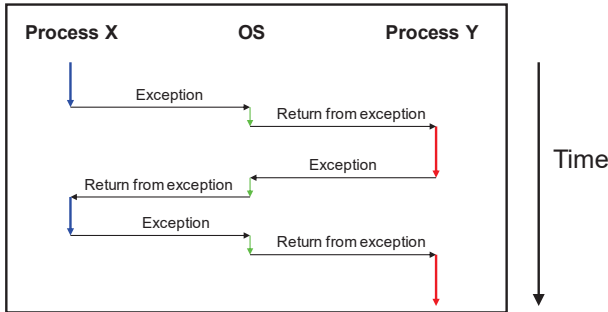 Process X OS Process Y
Exception
Return from exception
Exception
Return from exception
Exception
Return from exception
Time